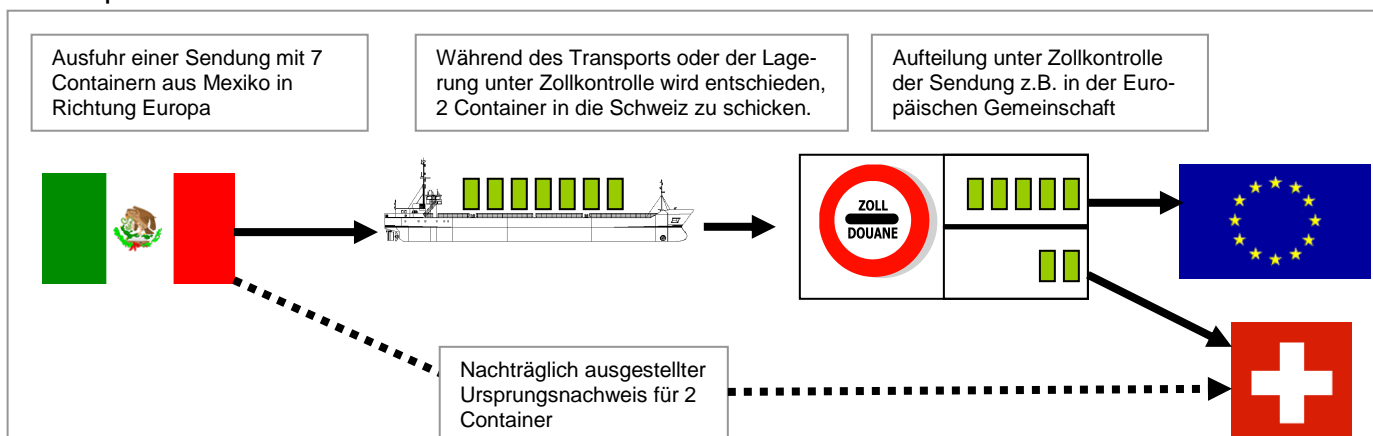 Ausfuhr einer Sendung mit 7
Containern aus Mexiko in
Richtung Europa
Während des Transports oder der Lage-
rung unter Zollkontrolle wird entschieden,
2 Container in die Schweiz zu schicken.
Aufteilung unter Zollkontrolle
der Sendung z.B. in der Euro-
päischen Gemeinschaft
ZOLL
DOUANE
Nachträglich ausgestellter
Ursprungsnachweis für 2
Container